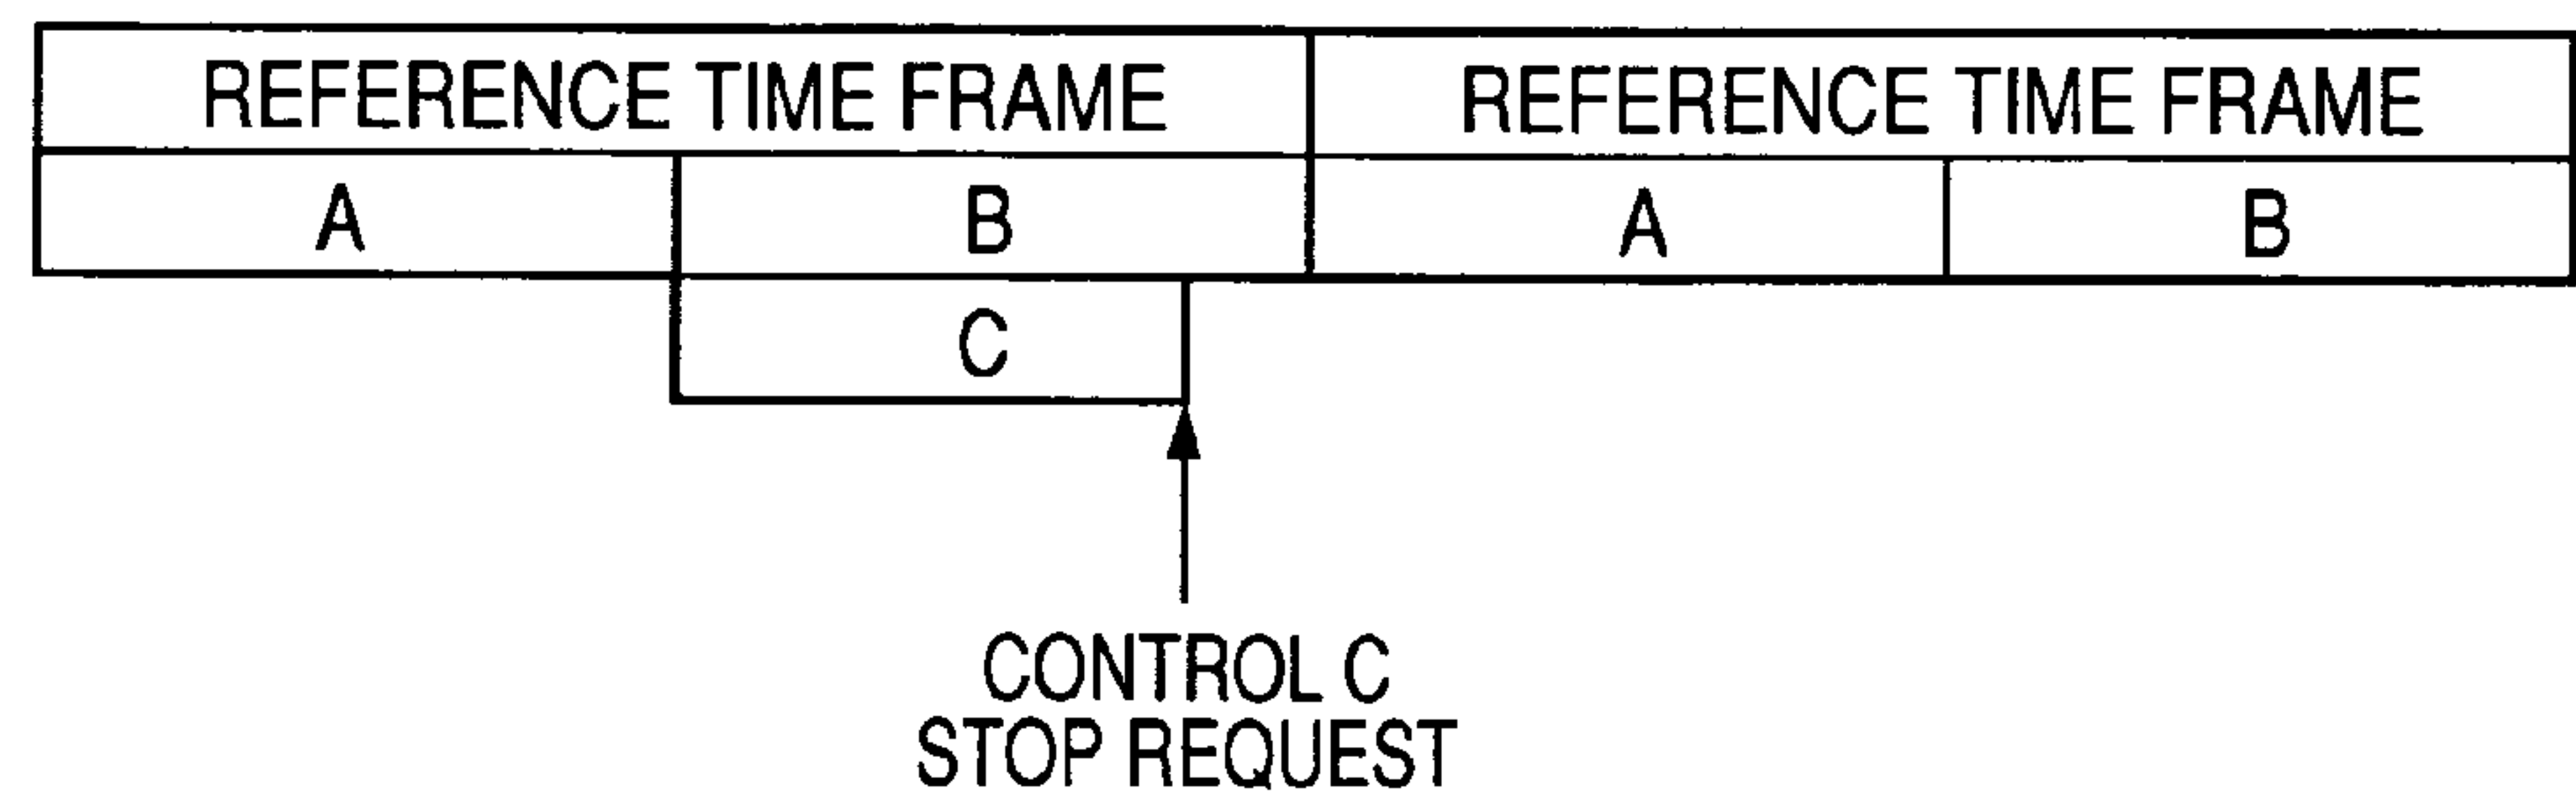 REFERENCE TIME FRAME REFERENCE TIME FRAME
A B A B
C
CONTROL C
STOP REQUEST